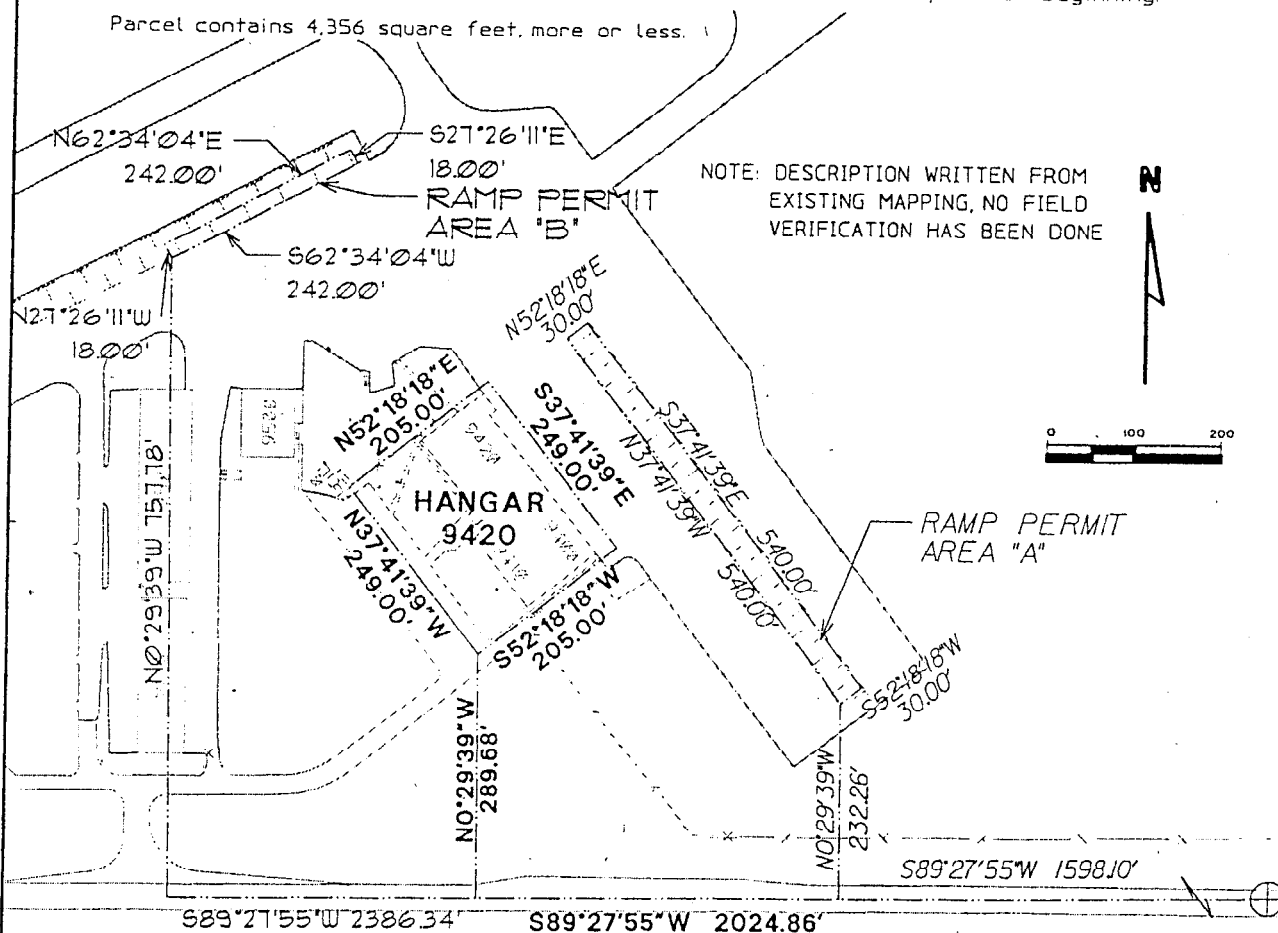 beginning.
Parcel contains 4,356 square feet, more or less.
N62°34'04"E
242.00'
S27°26'11"E
18.00'
RAMP PERMIT
AREA "B"
S62°34'04"W
242.00'
N27°26'11"W
18.00'
NOTE: DESCRIPTION WRITTEN FROM
EXISTING MAPPING, NO FIELD
VERIFICATION HAS BEEN DONE
N
0 100 200
N52°18'18"E
30.00'
N52°18'18"E
205.00'
S37°41'39"E
249.00'
S37°41'39"E
540.00'
N37°41'39"W
540.00'
9528
HANGAR
9420
RAMP PERMIT
AREA "A"
N37°41'39"W
249.00'
S52°18'18"W
205.00'
S52°18'18"W
30.00'
N0°29'39"W 757.78'
N0°29'39"W
289.68'
N0°29'39"W
232.26'
S89°27'55"W 1598.10'
S89°27'55"W 2386.34'
S89°27'55"W 2024.86'